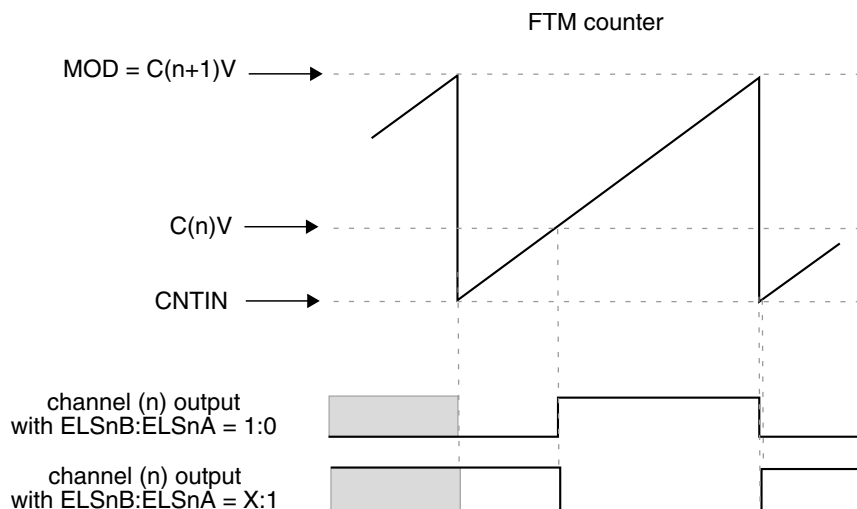 FTM counter
MOD = C(n+1)V
C(n)V
CNTIN
channel (n) output
with ELSnB:ELSnA = 1:0
channel (n) output
with ELSnB:ELSnA = X:1